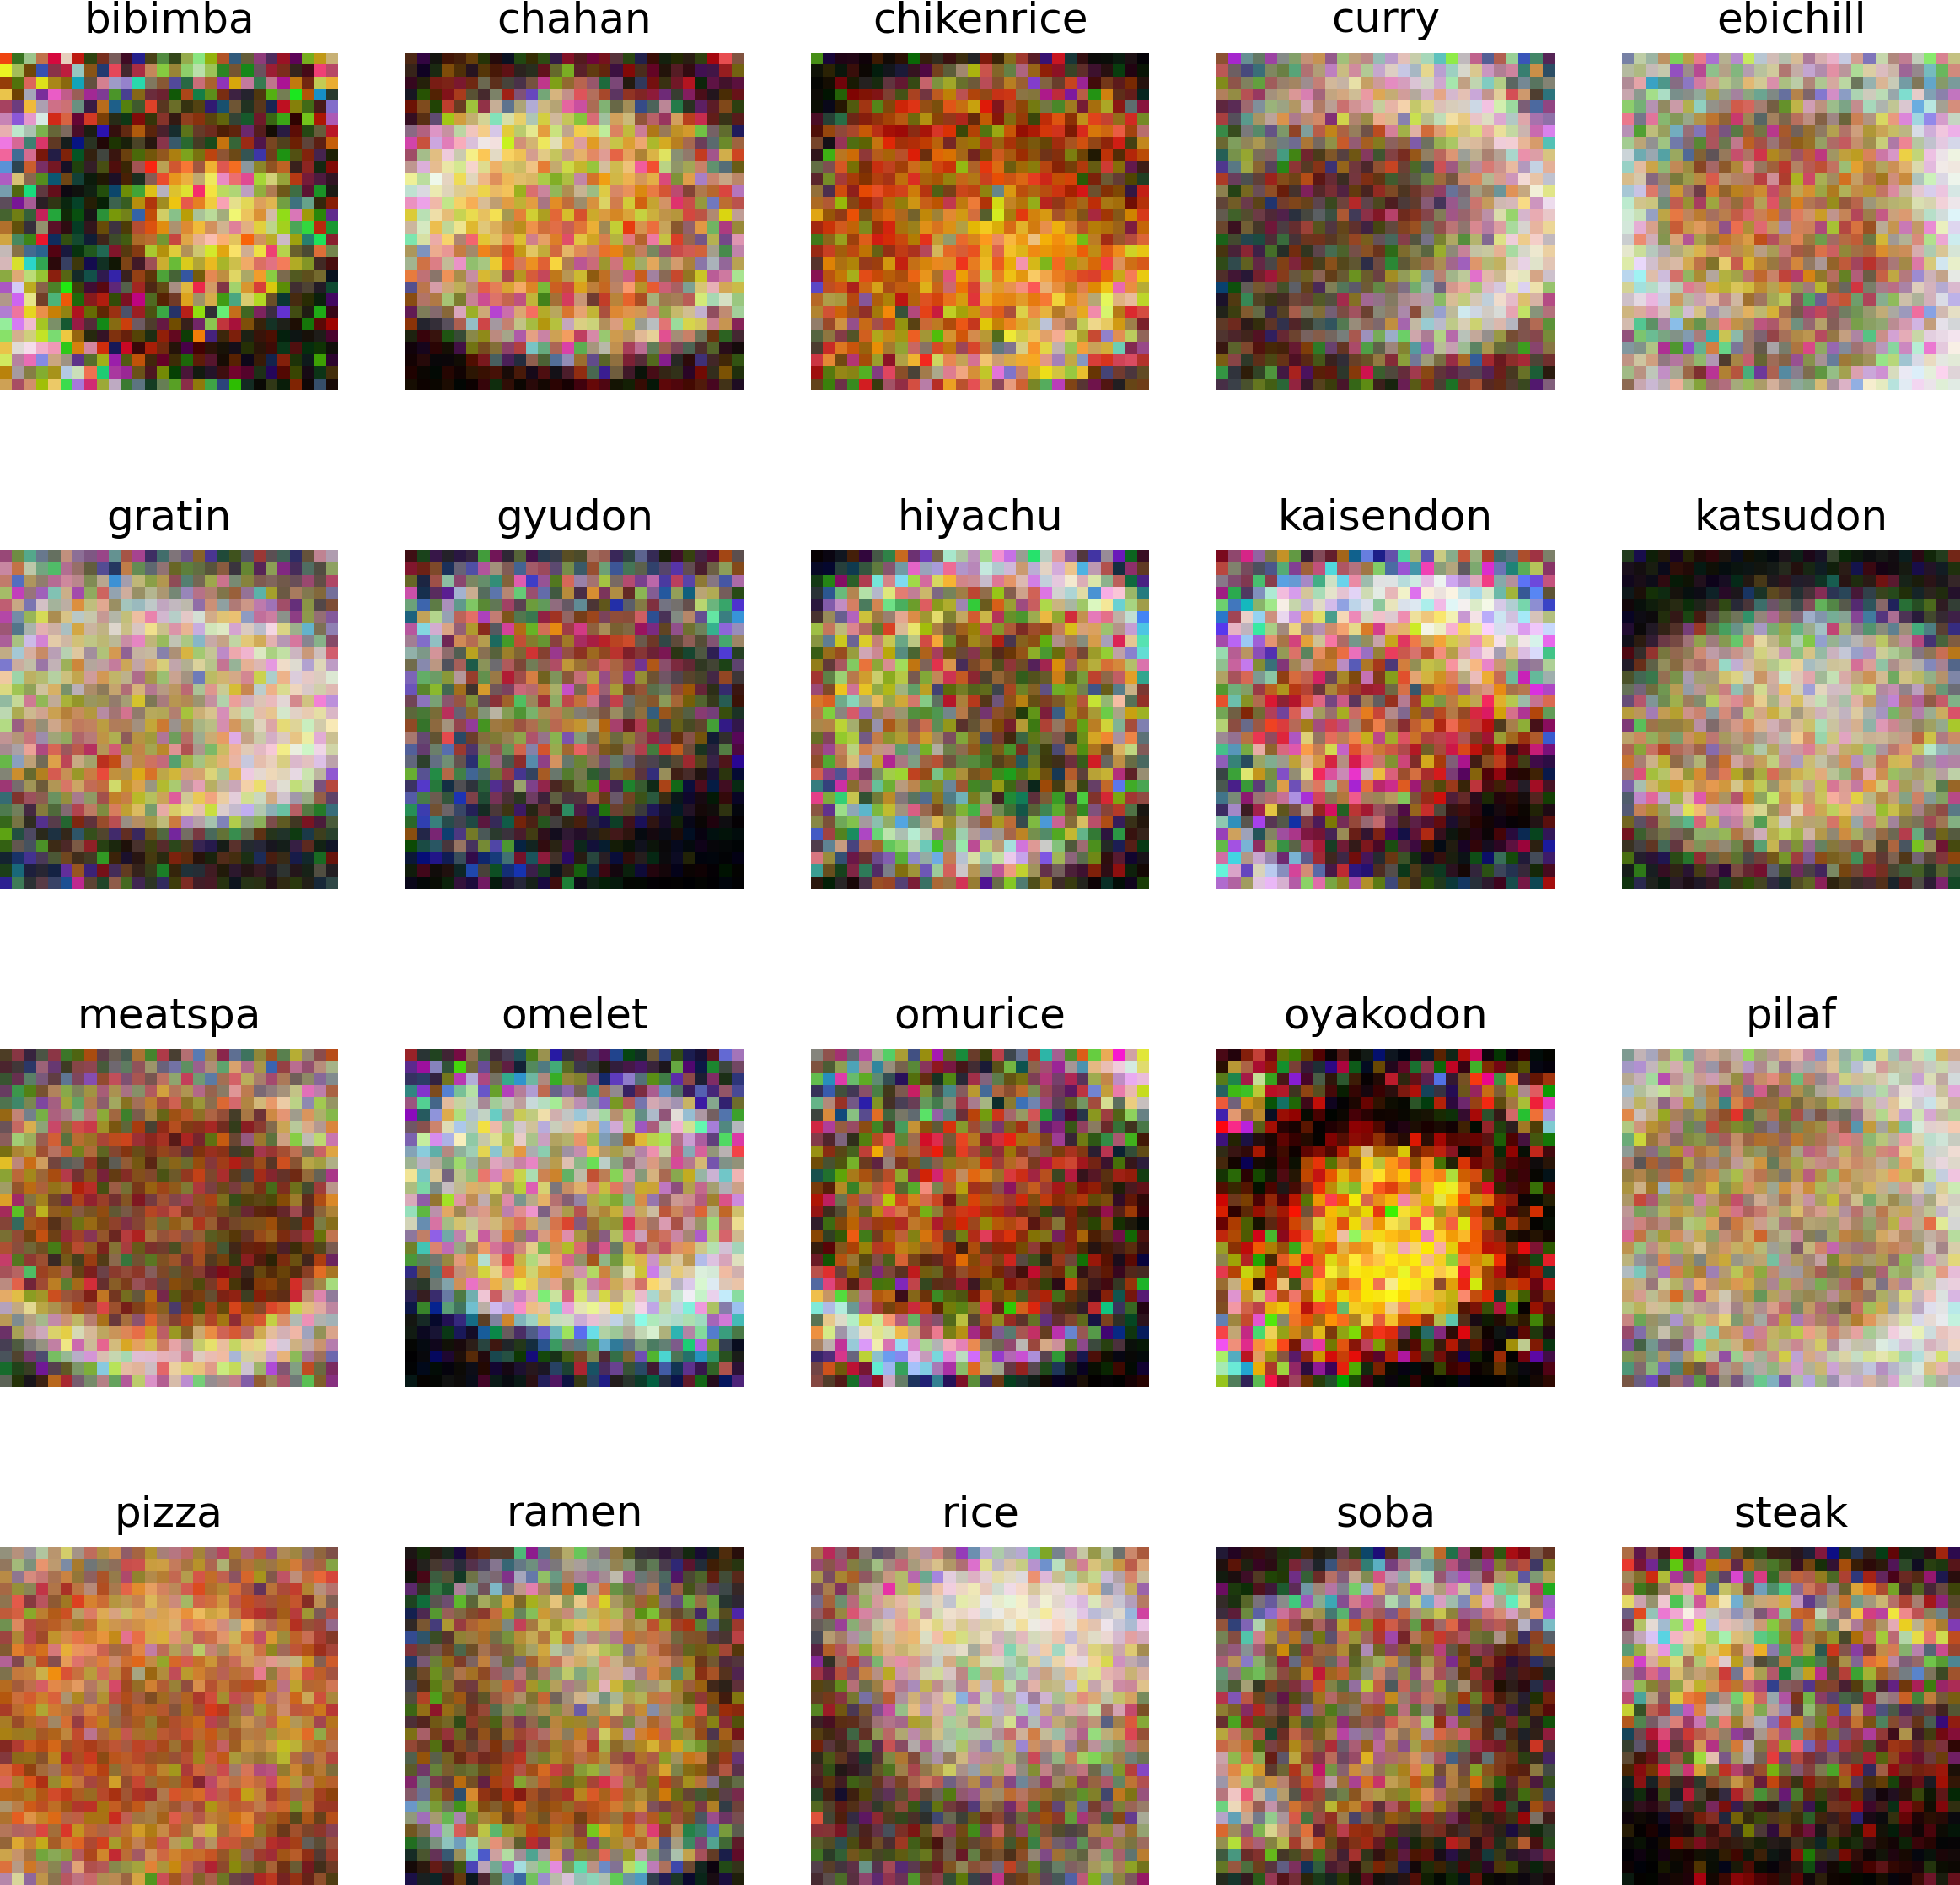 bibimba
chahan
chikenrice
curry
ebichill
gratin
gyudon
hiyachu
kaisendon
katsudon
meatspa
omelet
omurice
oyakodon
pilaf
pizza
ramen
rice
soba
steak